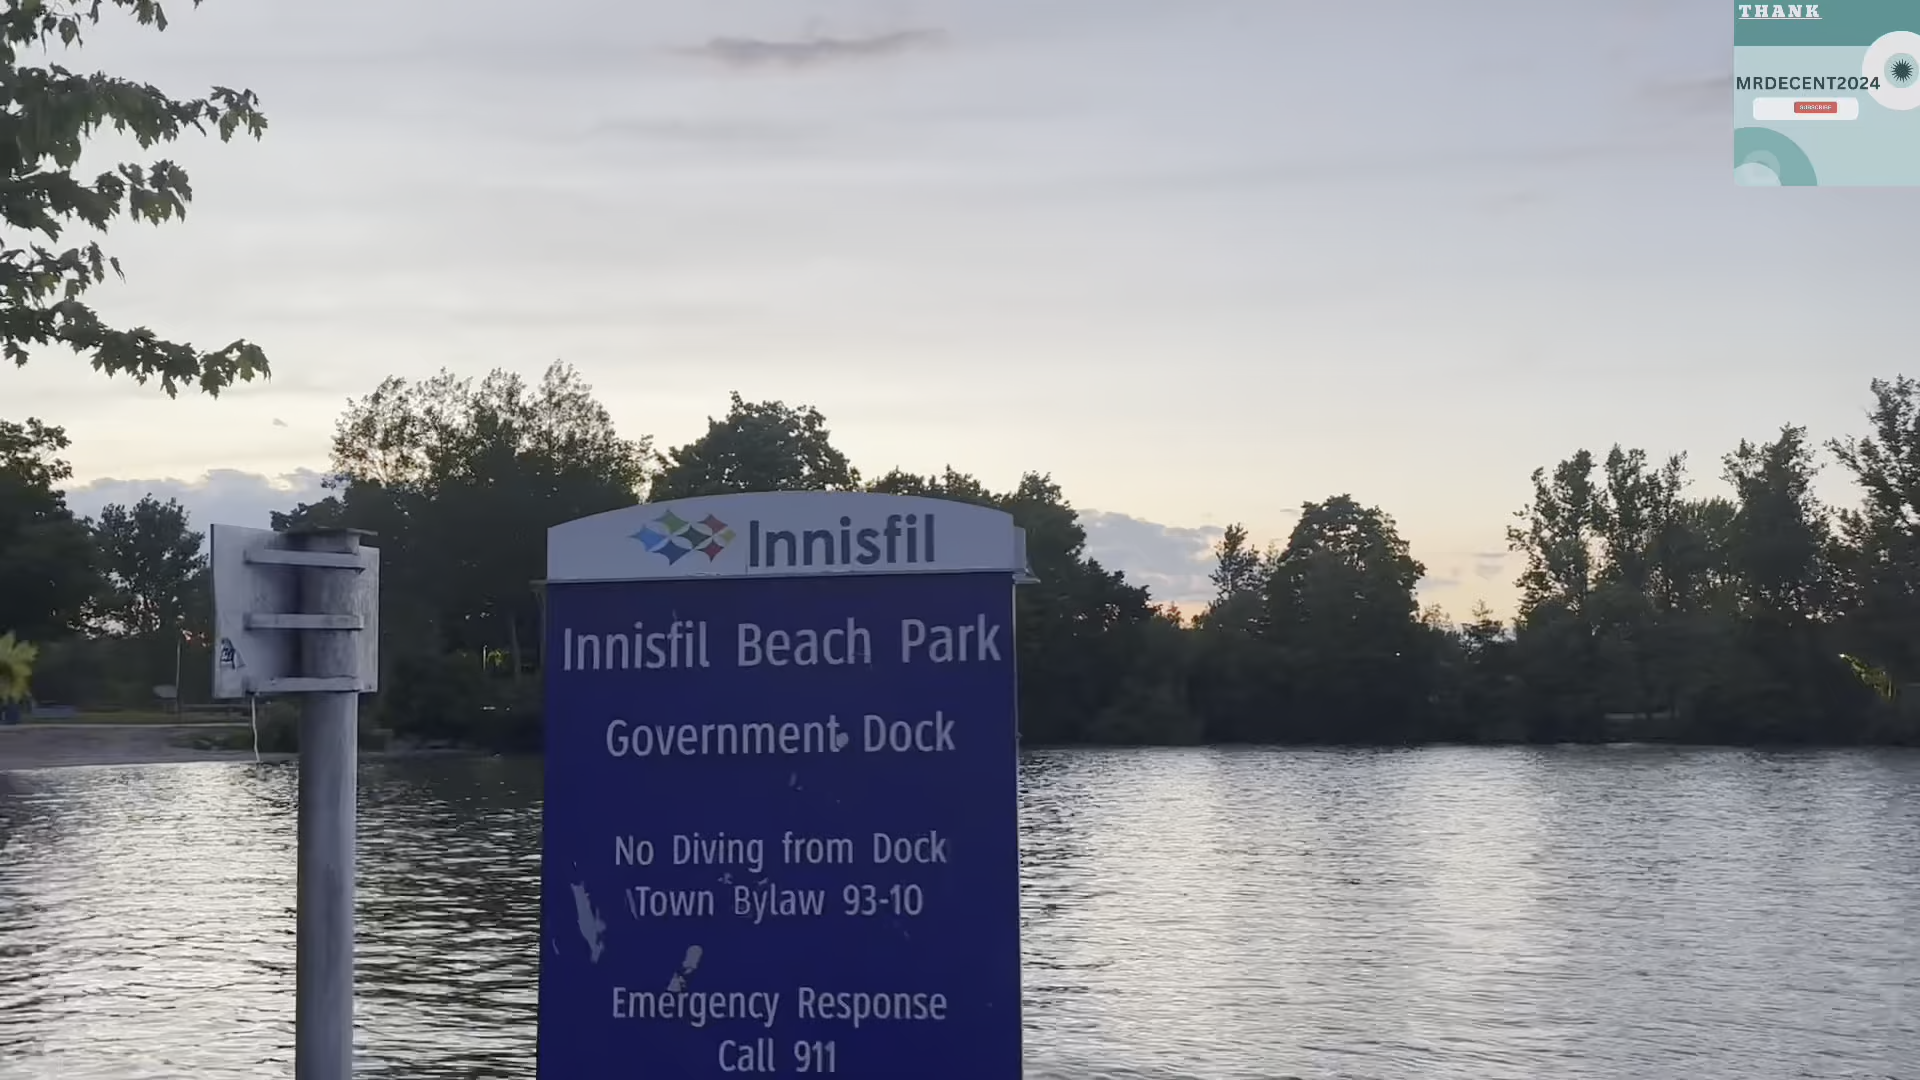 THANK
MRDECENT2024
SUBSCRIBE
Innisfil
Innisfil Beach Park
Government Dock
No Diving from Dock
Town Bylaw 93-10
Emergency Response
Call 911